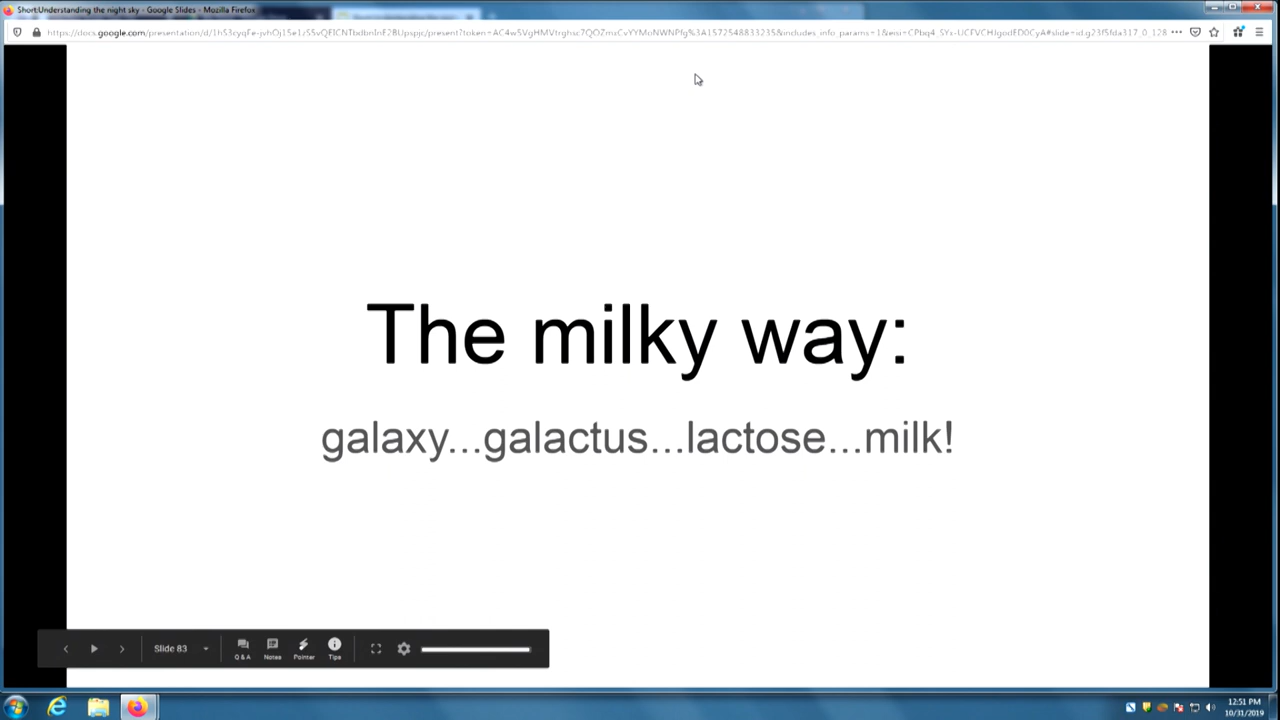 Short:Understanding the night sky - Google Slides - Mozilla Firefox
The milky way:
galaxy...galactus...lactose...milk!
Slide 83
Q & A
Notes
Pointer
Tips
12:51 PM
10/31/2019